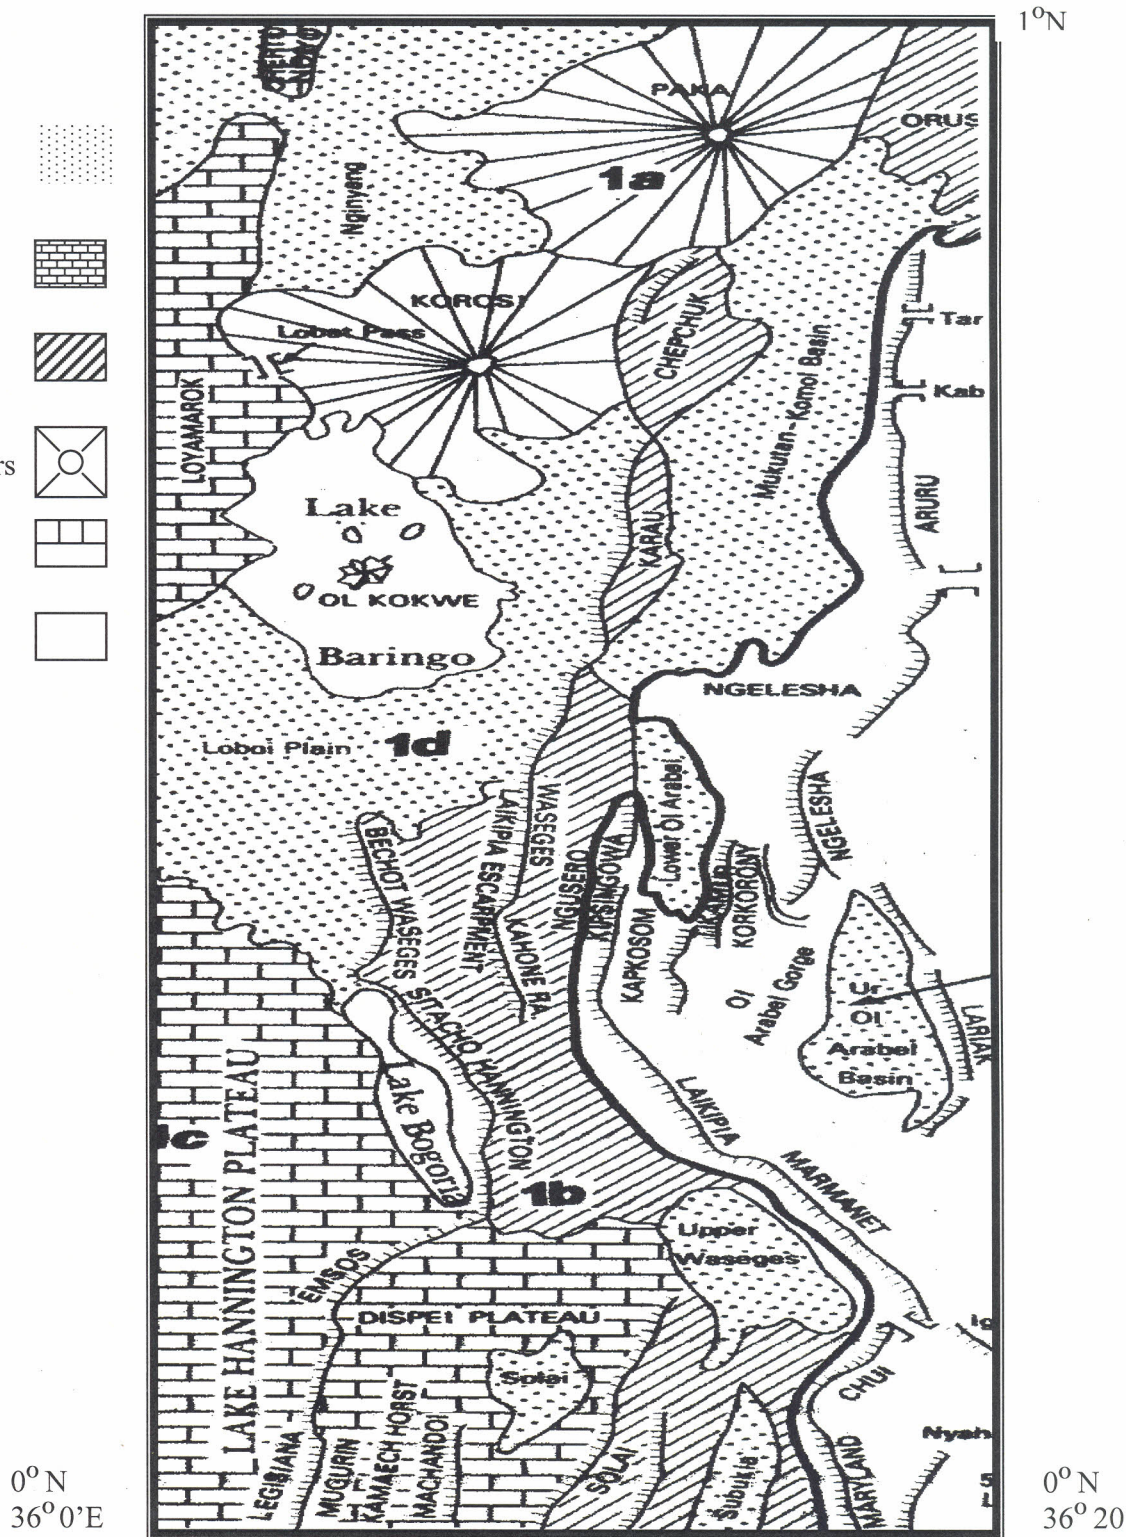 1°N
PAKA
ORUS
1a
Nginyang
KOROSI
Lobat Pass
CHEPCHUK
Tar
Kab
LOYAMAROK
Mukutan-Komol Basin
ARURU
rs
Lake
KARAU
OL KOKWE
Baringo
NGELESHA
Loboi Plain
1d
Lower Ol Arabel
NGELESHA
LAIKIPIA ESCARPMENT
WASEGES
BECHOT WASEGES
NGUSERO
KIRSINGOWA
KAMUR
KORKORONY
KAHONE RA.
KAPKOSOM
Ol
Arabel Gorge
Ur
Ol
Arabel
Basin
LARIAK
SITACHO HANNINGTON
Lake Bogoria
LAIKIPIA
MARMANET
LAKE HANNINGTON PLATEAU
1b
Upper
Waseges
EMSOS
DISPEI PLATEAU
Ig
Solai
CHUI
LEGISIANA
MUGURIN
KAMAECH HORST
MACHANDOI
SOLAI
Subukia
MARYLAND
Nyah
0° N
36° 0'E
0° N
36° 20